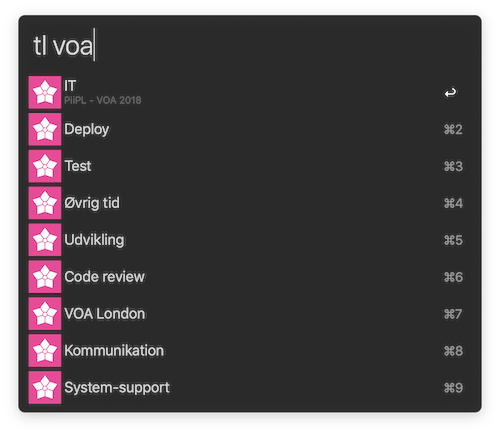 tl voa
IT
PIIPL - VOA 2018
Deploy ⌘2
Test ⌘3
Øvrig tid ⌘4
Udvikling ⌘5
Code review ⌘6
VOA London ⌘7
Kommunikation ⌘8
System-support ⌘9